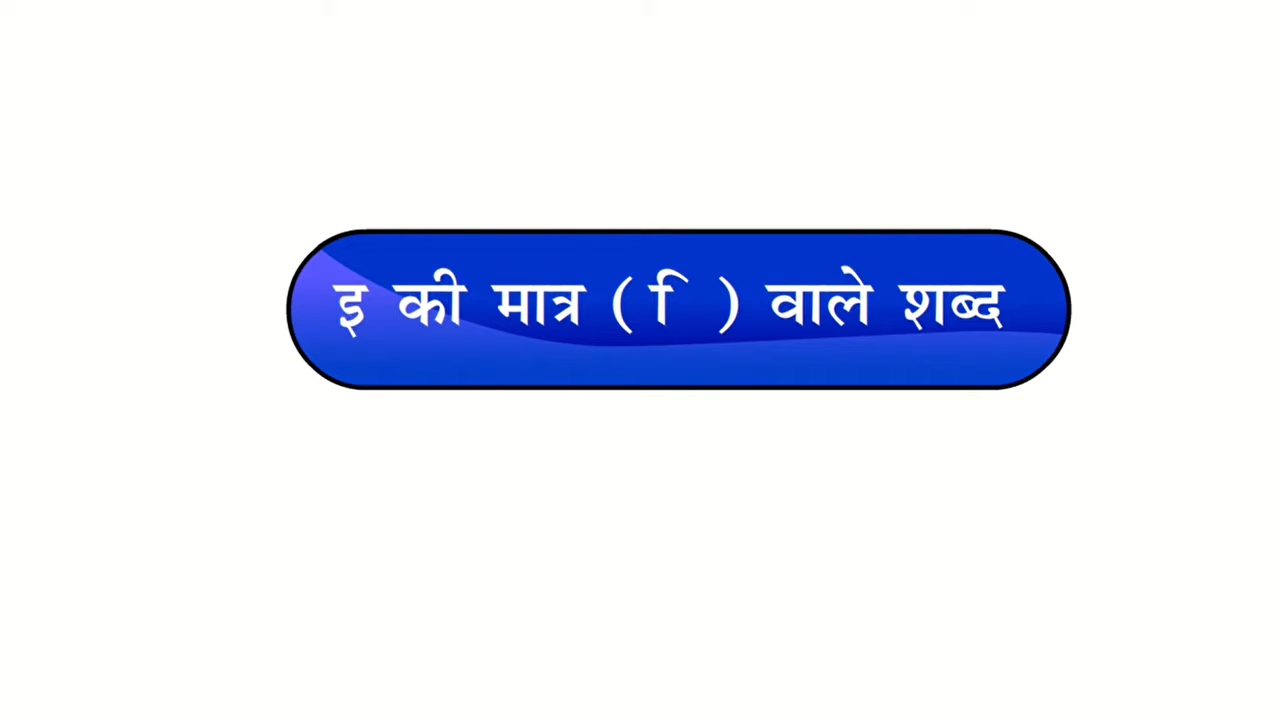 इ की मात्र ( ि ) वाले शब्द